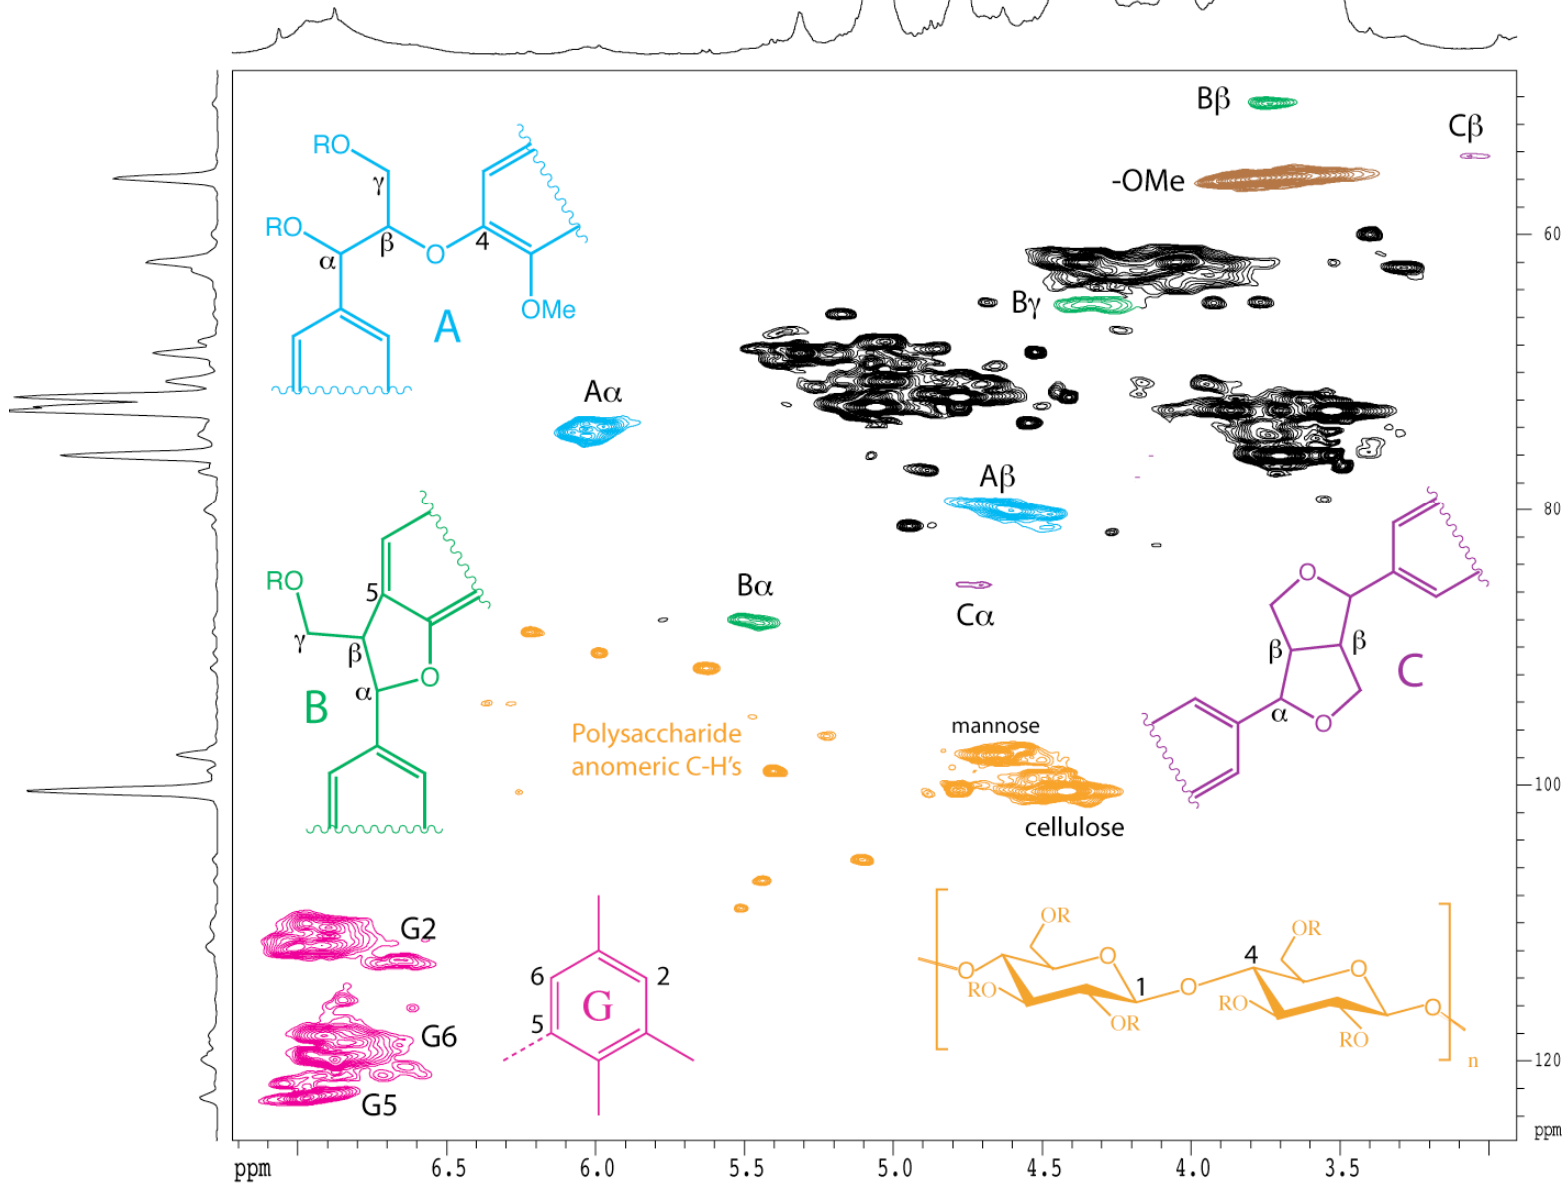 Bβ
Cβ
-OMe
60
RO
γ
RO
β
O
4
α
OMe
A
Bγ
Aα
Aβ
80
Bα
Cα
RO
5
γ
β
O
α
B
O
β
β
C
α
O
Polysaccharide
anomeric C-H's
mannose
100
cellulose
G2
G6
G5
6
2
G
5
OR
OR
O
4
O
O
1
O
O
RO
OR
RO
RO
n
120
ppm
ppm
6.5
6.0
5.5
5.0
4.5
4.0
3.5